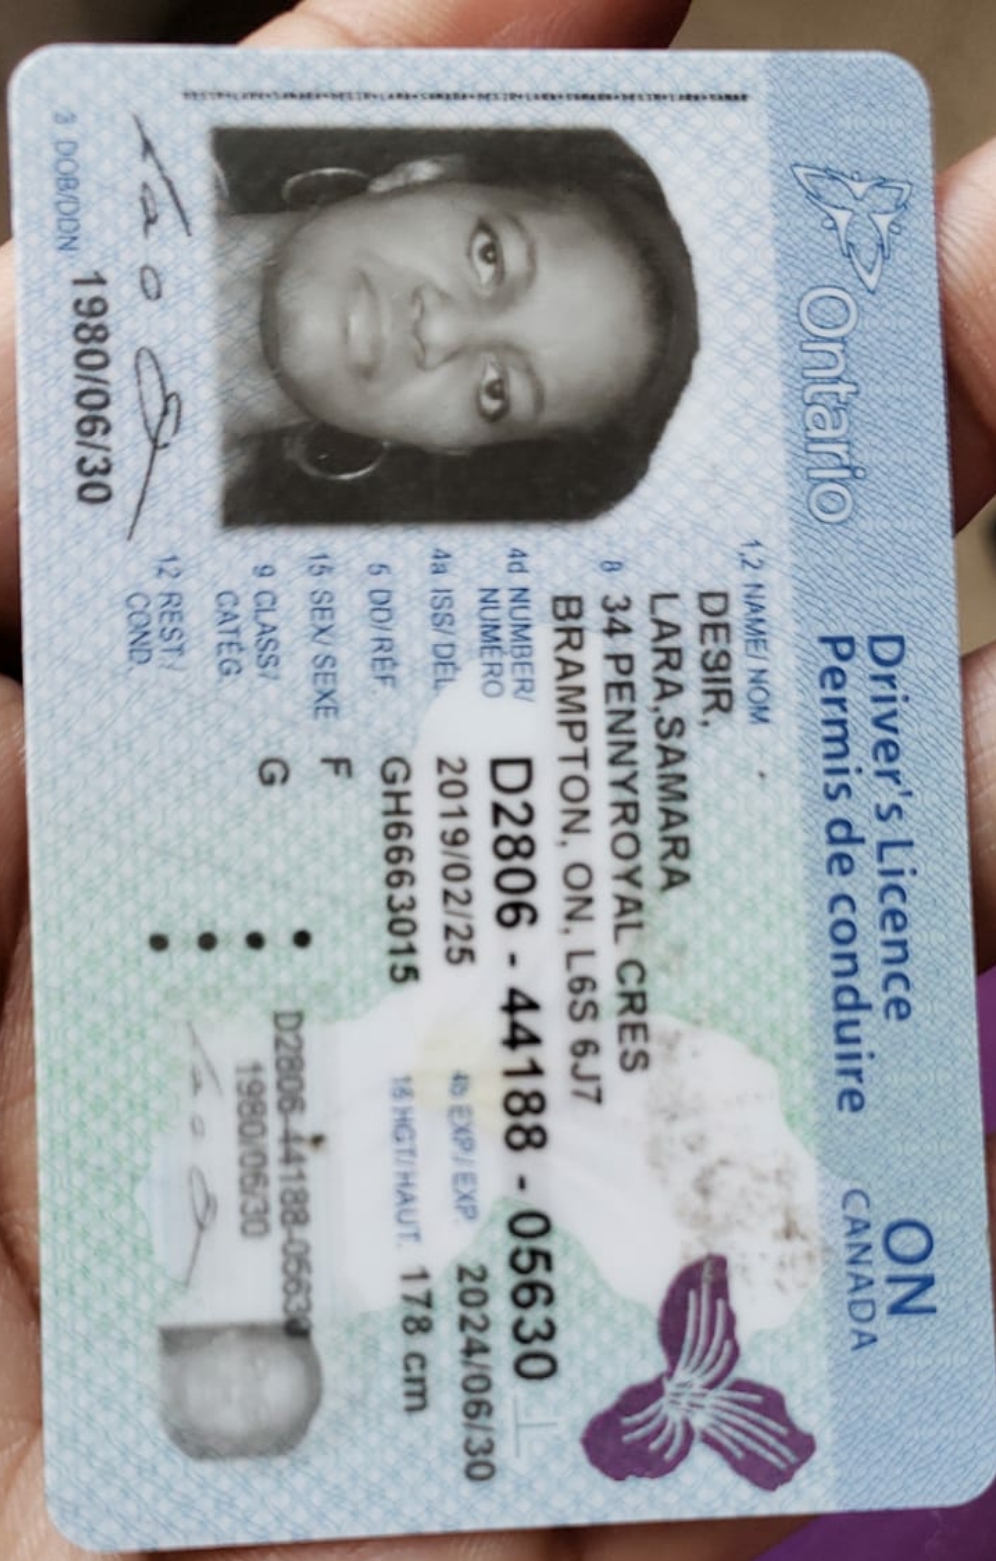 Ontario
Driver's Licence
Permis de conduire
ON
CANADA
1,2 NAME/NOM
DESIR,
LARA,SAMARA
8 34 PENNYROYAL CRES
BRAMPTON, ON, L6S 6J7
4d NUMBER/ NUMÉRO D2806 - 44188 - 05630
4a ISS/DÉL. 2019/02/25 4b EXP./EXP. 2024/06/30
5 DD/RÉF. GH6663015 16 HGT/HAUT. 178 cm
15 SEX/SEXE F
9 CLASS/ CATÉG. G
12 REST./ COND.
3 DOB/DDN 1980/06/30
D2806-44188-05630
1980/06/30